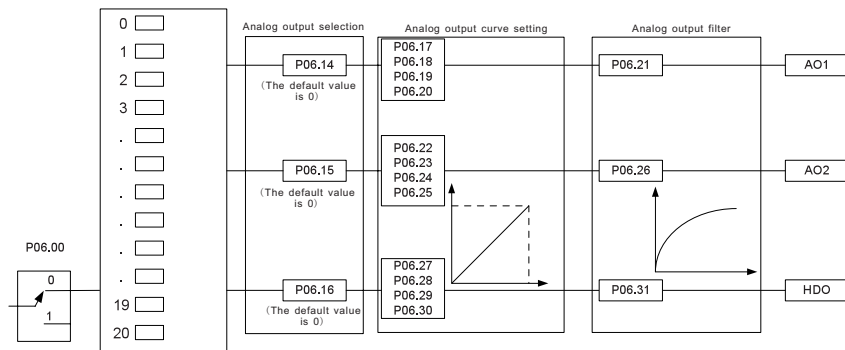 Analog output selection
Analog output curve setting
Analog output filter
0
1
2
3
.
.
.
.
.
.
19
20
P06.00
0
1
P06.14
(The default value
is 0)
P06.17
P06.18
P06.19
P06.20
P06.21
AO1
P06.15
(The default value
is 0)
P06.22
P06.23
P06.24
P06.25
P06.26
AO2
P06.16
(The default value
is 0)
P06.27
P06.28
P06.29
P06.30
P06.31
HDO